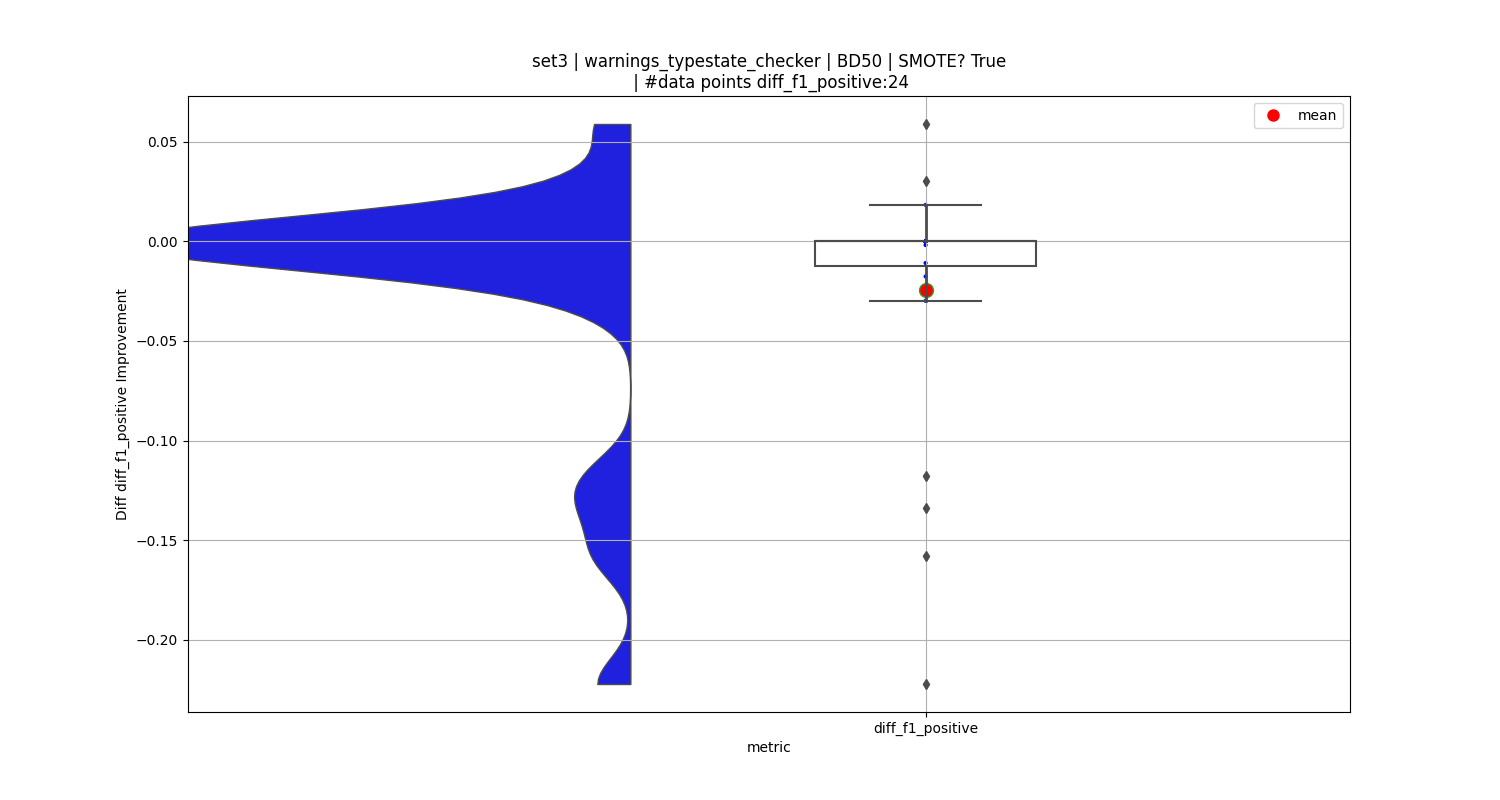 set3 | warnings_typestate_checker | BD50 | SMOTE? True
| #data points diff_f1_positive:24
mean
0.05
0.00
−0.05
−0.10
−0.15
−0.20
Diff diff_f1_positive Improvement
diff_f1_positive
metric